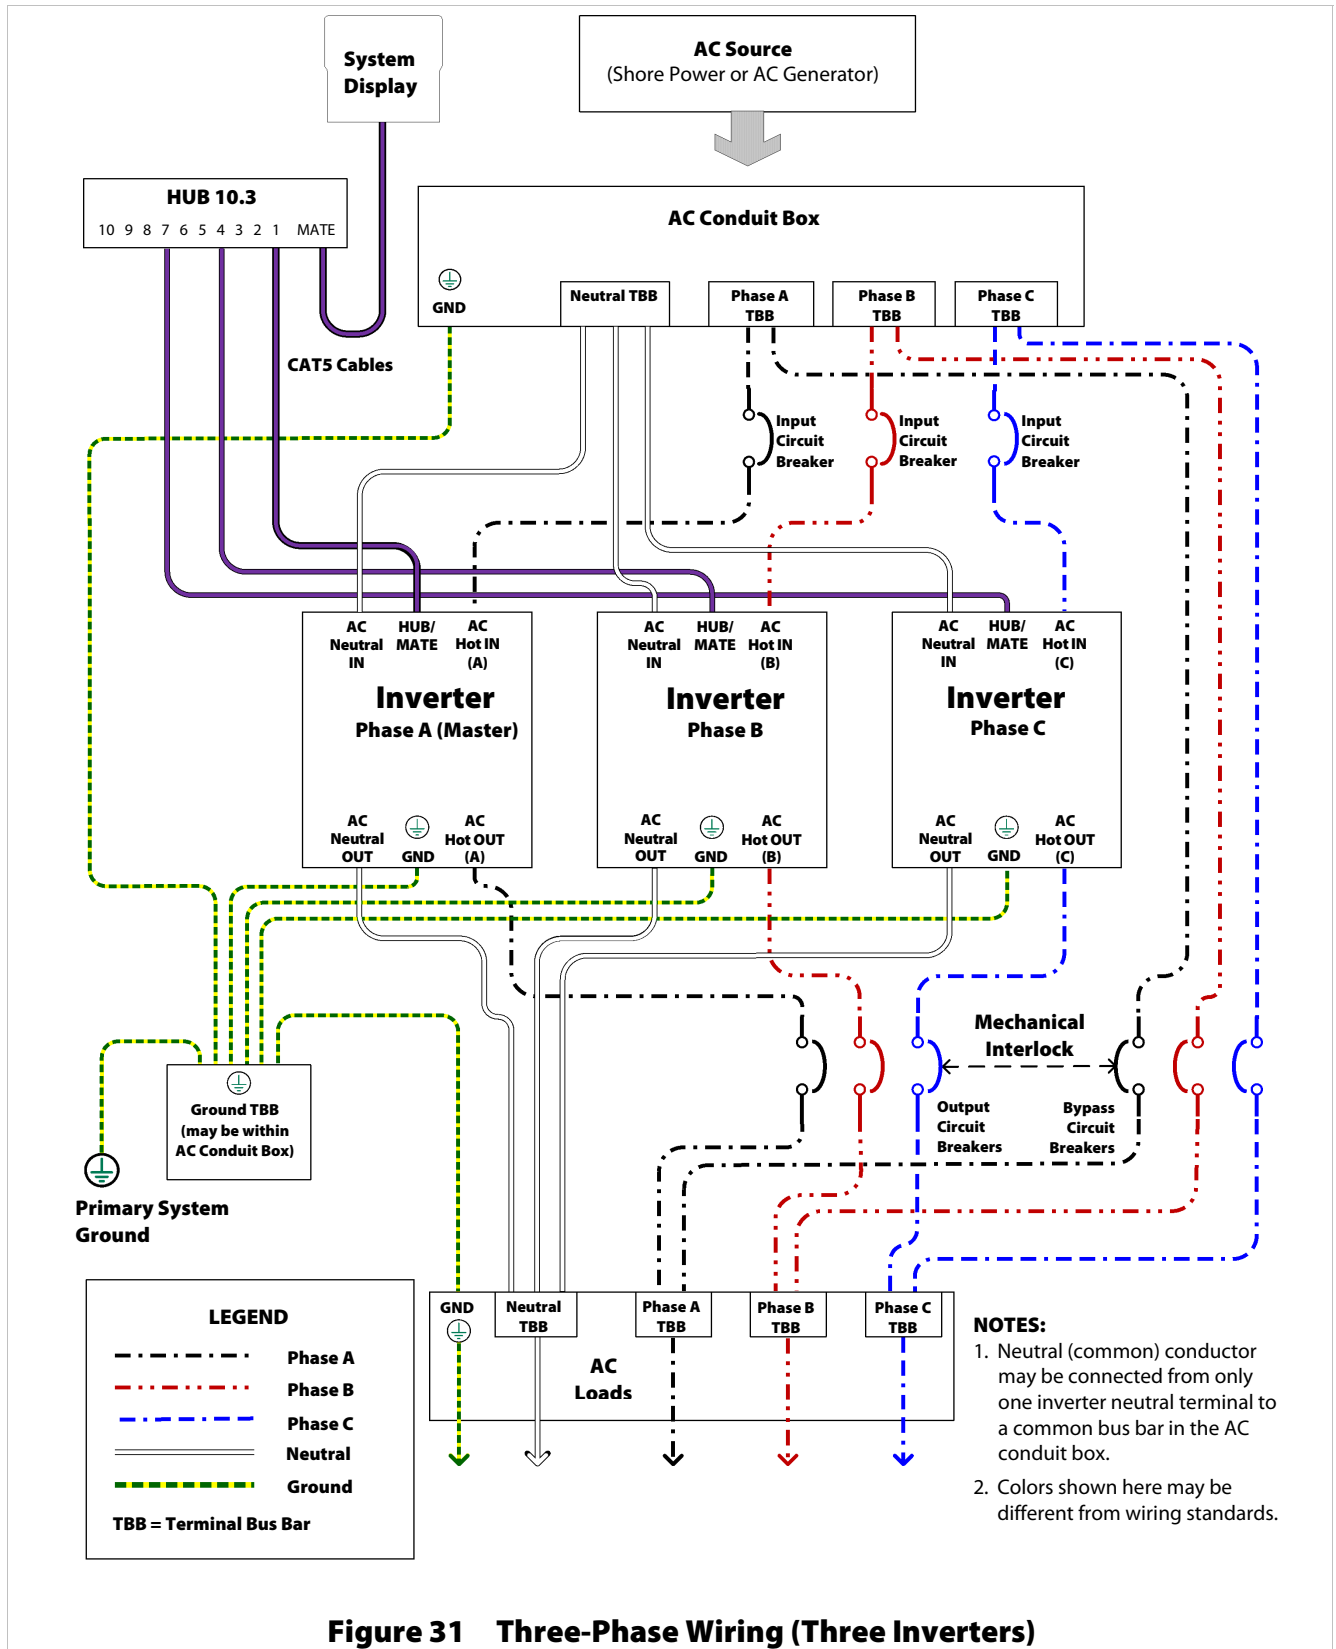 System
Display
AC Source
(Shore Power or AC Generator)
HUB 10.3
10 9 8 7 6 5 4 3 2 1 MATE
AC Conduit Box
GND
Neutral TBB
Phase A
TBB
Phase B
TBB
Phase C
TBB
CAT5 Cables
Input
Circuit
Breaker
Input
Circuit
Breaker
Input
Circuit
Breaker
AC
Neutral
IN
HUB/
MATE
AC
Hot IN
(A)
Inverter
Phase A (Master)
AC
Neutral
OUT
GND
AC
Hot OUT
(A)
AC
Neutral
IN
HUB/
MATE
AC
Hot IN
(B)
Inverter
Phase B
AC
Neutral
OUT
GND
AC
Hot OUT
(B)
AC
Neutral
IN
HUB/
MATE
AC
Hot IN
(C)
Inverter
Phase C
AC
Neutral
OUT
GND
AC
Hot OUT
(C)
Mechanical
Interlock
Output
Circuit
Breakers
Bypass
Circuit
Breakers
Ground TBB
(may be within
AC Conduit Box)
Primary System
Ground
LEGEND
Phase A
Phase B
Phase C
Neutral
Ground
TBB = Terminal Bus Bar
GND
Neutral
TBB
Phase A
TBB
Phase B
TBB
Phase C
TBB
AC
Loads
NOTES:
1. Neutral (common) conductor
may be connected from only
one inverter neutral terminal to
a common bus bar in the AC
conduit box.
2. Colors shown here may be
different from wiring standards.
Figure 31 Three-Phase Wiring (Three Inverters)